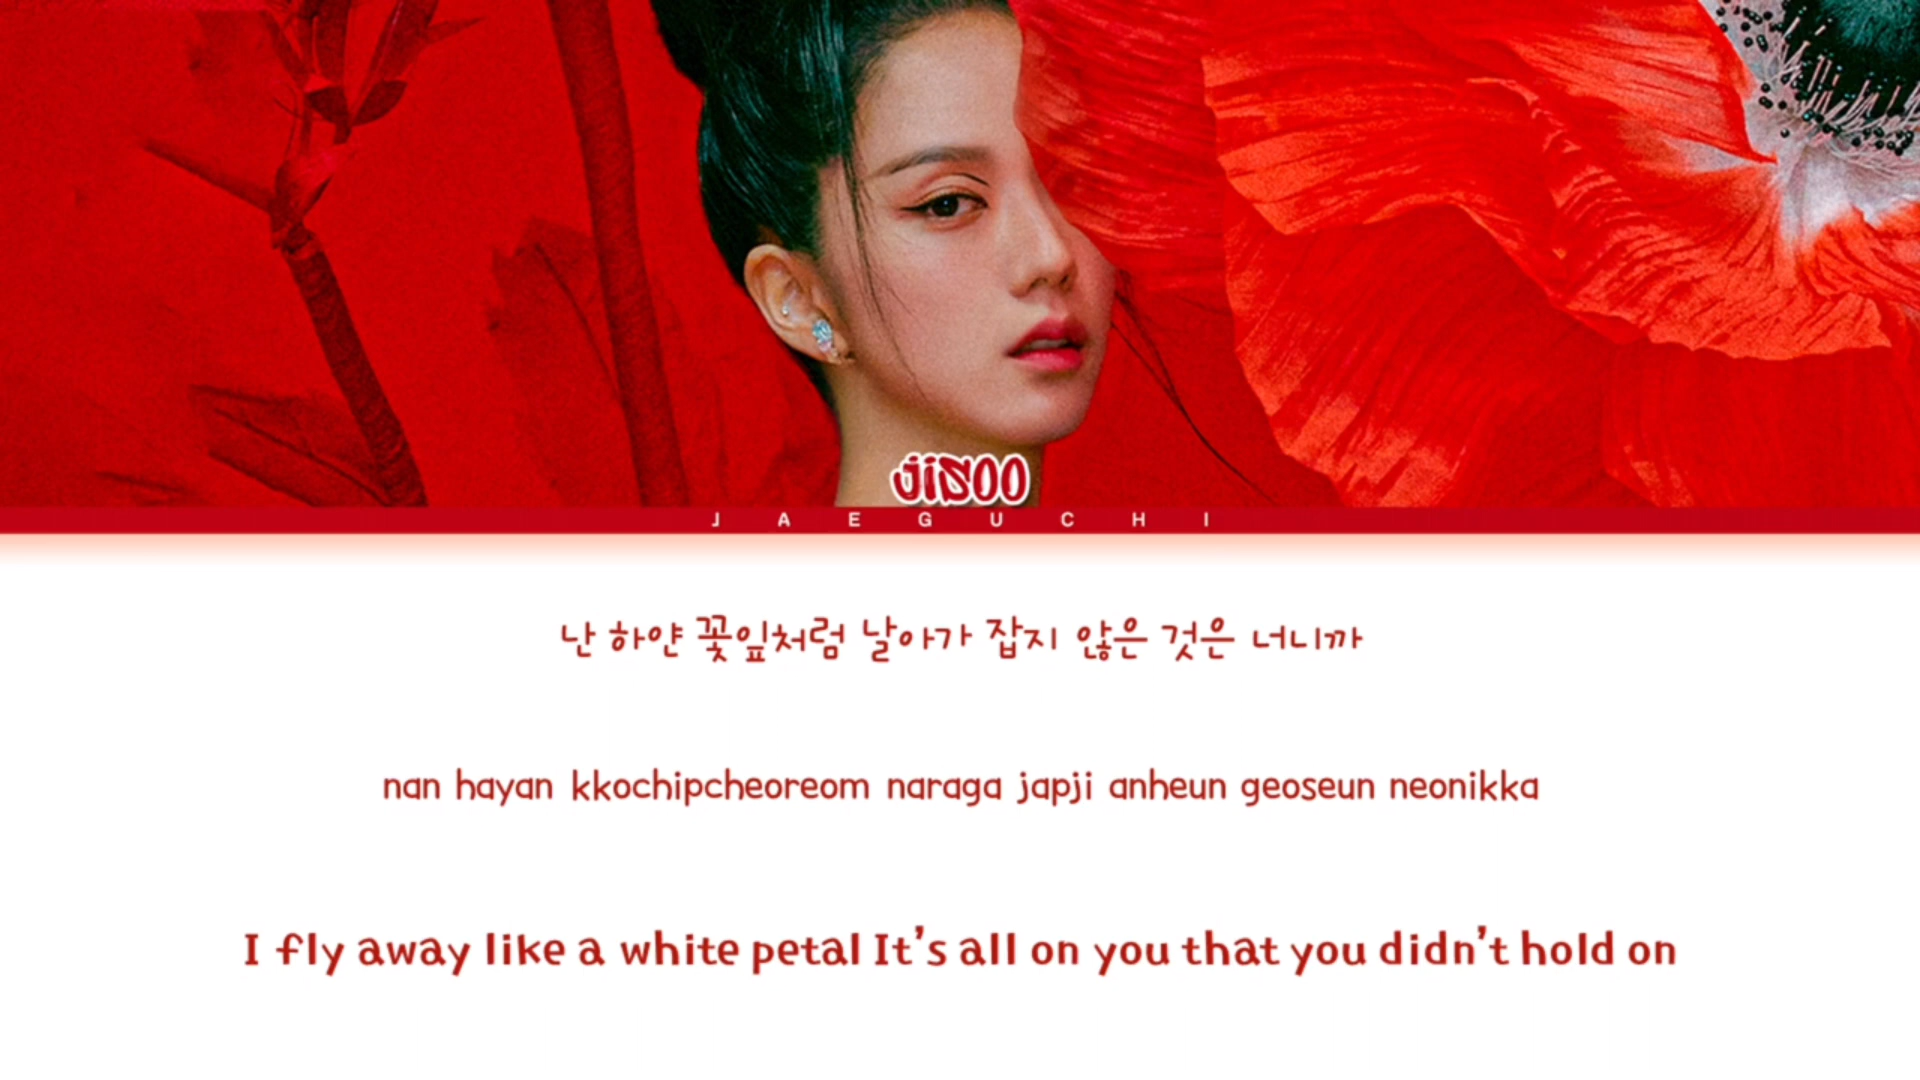 JISOO
JAEGUCHI
난 하얀 꽃잎처럼 날아가 잡지 않은 것은 너니까
nan hayan kkochipcheoreom naraga japji anheun geoseun neonikka
I fly away like a white petal It's all on you that you didn't hold on